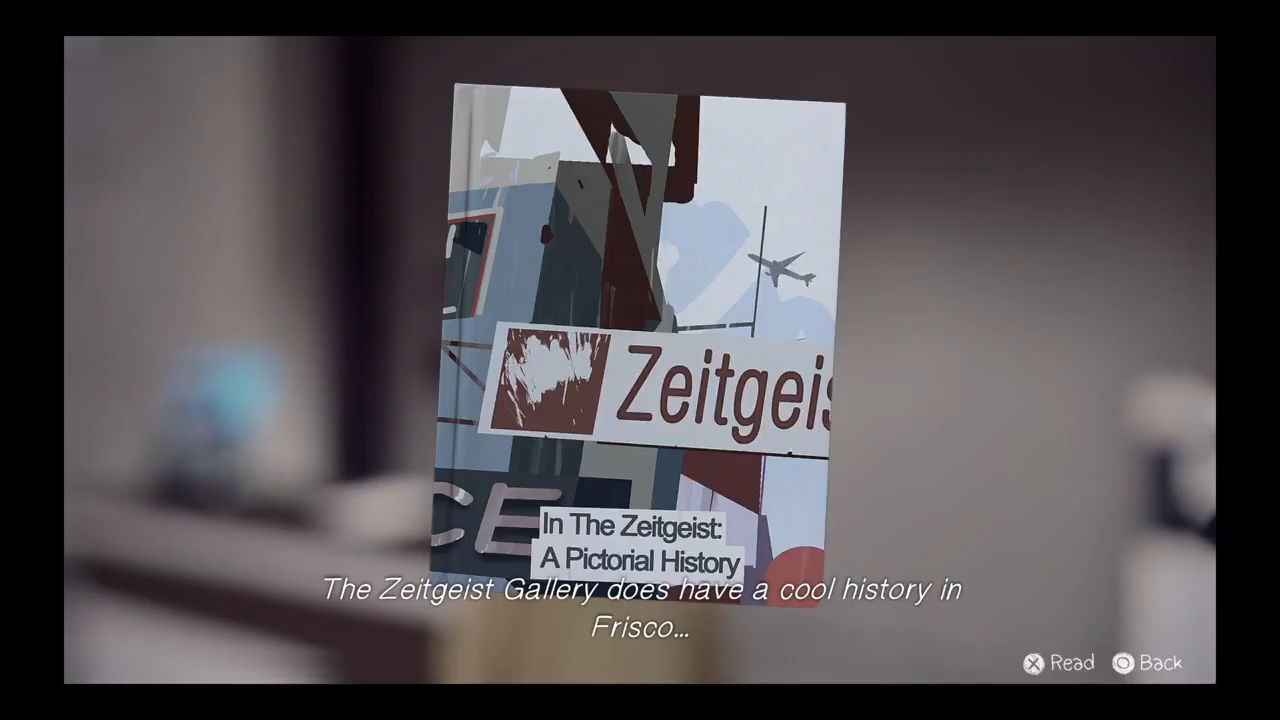 Zeitgeis
CE
In The Zeitgeist:
A Pictorial History
The Zeitgeist Gallery does have a cool history in
Frisco...
Read Back